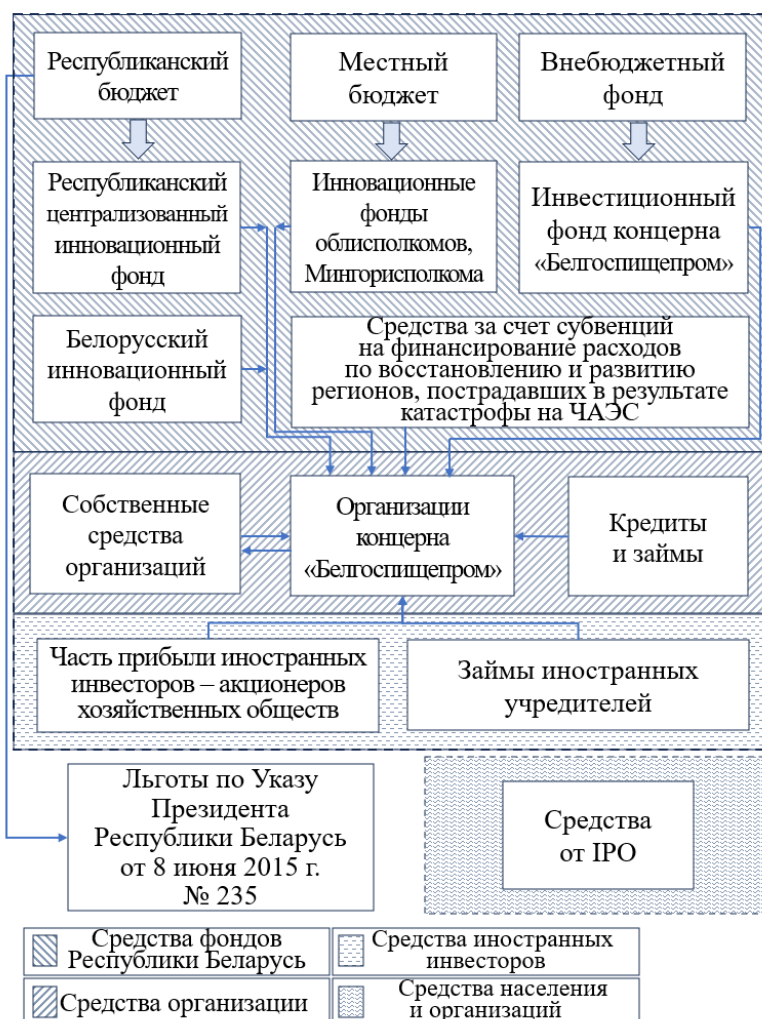 Республиканский
бюджет
Местный
бюджет
Внебюджетный
фонд
Республиканский
централизованный
инновационный
фонд
Инновационные
фонды
облисполкомов,
Мингорисполкома
Инвестиционный
фонд концерна
«Белгоспищепром»
Белорусский
инновационный
фонд
Средства за счет субвенций
на финансирование расходов
по восстановлению и развитию
регионов, пострадавших в результате
катастрофы на ЧАЭС
Собственные
средства
организаций
Организации
концерна
«Белгоспищепром»
Кредиты
и займы
Часть прибыли иностранных
инвесторов – акционеров
хозяйственных обществ
Займы иностранных
учредителей
Льготы по Указу
Президента
Республики Беларусь
от 8 июня 2015 г.
№ 235
Средства
от IPO
Средства фондов
Республики Беларусь
Средства иностранных
инвесторов
Средства организации
Средства населения
и организаций